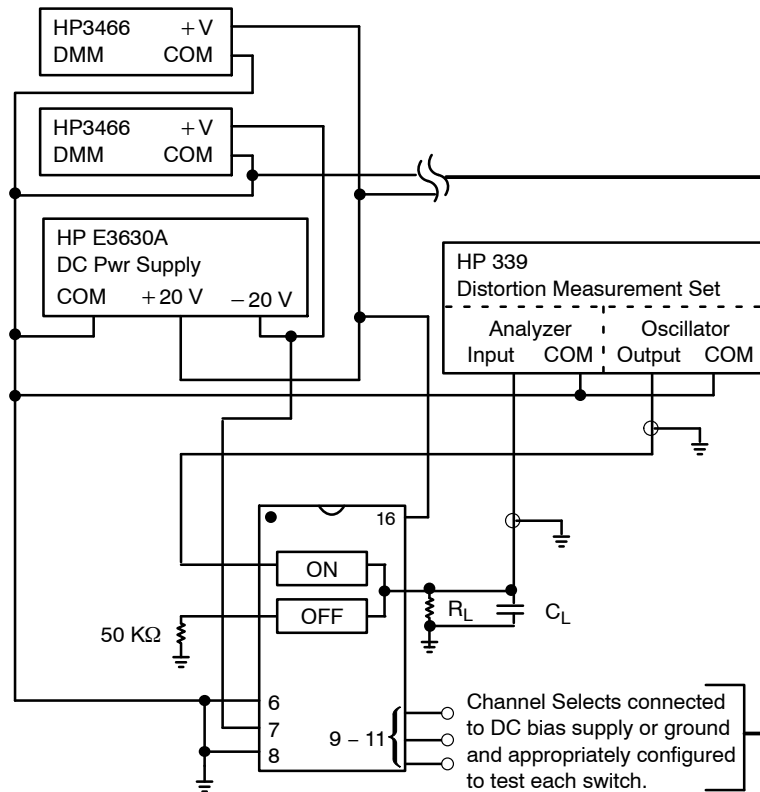 HP3466 +V
DMM COM
HP3466 +V
DMM COM
HP E3630A
DC Pwr Supply
COM +20 V −20 V
HP 339
Distortion Measurement Set
Analyzer Oscillator
Input COM Output COM
16
ON
OFF
50 KΩ
RL
CL
6
7
8
9 – 11
Channel Selects connected
to DC bias supply or ground
and appropriately configured
to test each switch.